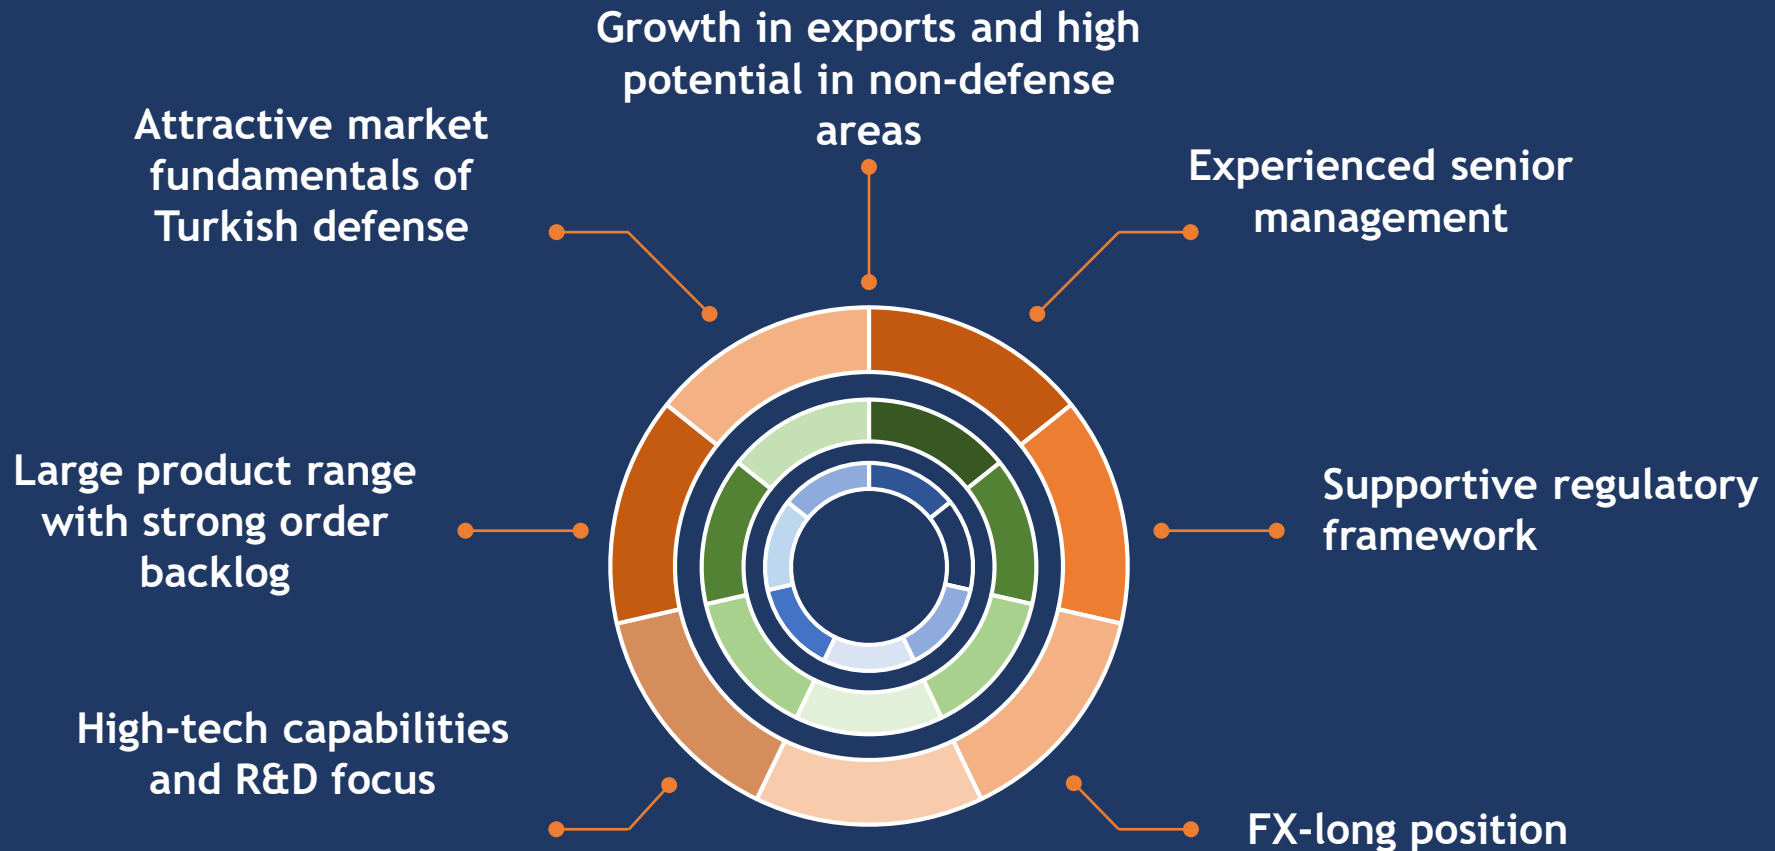 Growth in exports and high
potential in non-defense
areas
Attractive market
fundamentals of
Turkish defense
Experienced senior
management
Large product range
with strong order
backlog
Supportive regulatory
framework
High-tech capabilities
and R&D focus
FX-long position